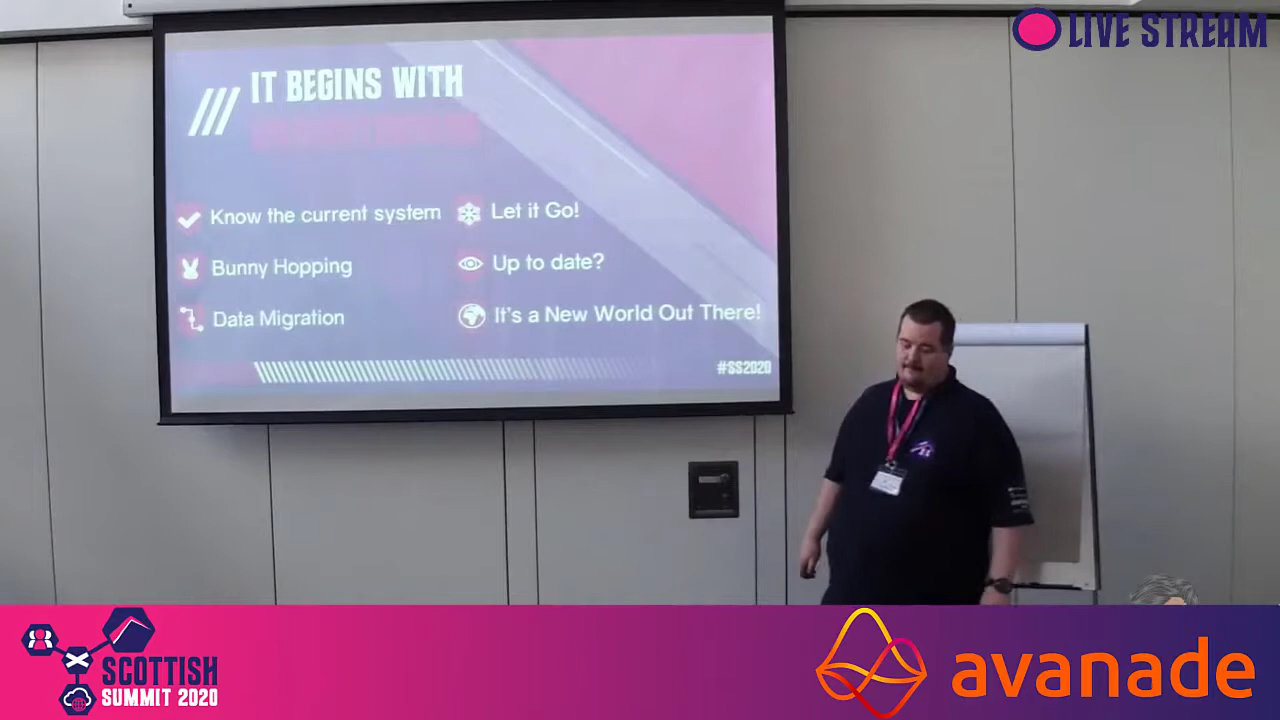 LIVE STREAM
IT BEGINS WITH
Know the current system
Let it Go!
Bunny Hopping
Up to date?
Data Migration
It's a New World Out There!
#SS2020
SCOTTISH
SUMMIT 2020
avanade